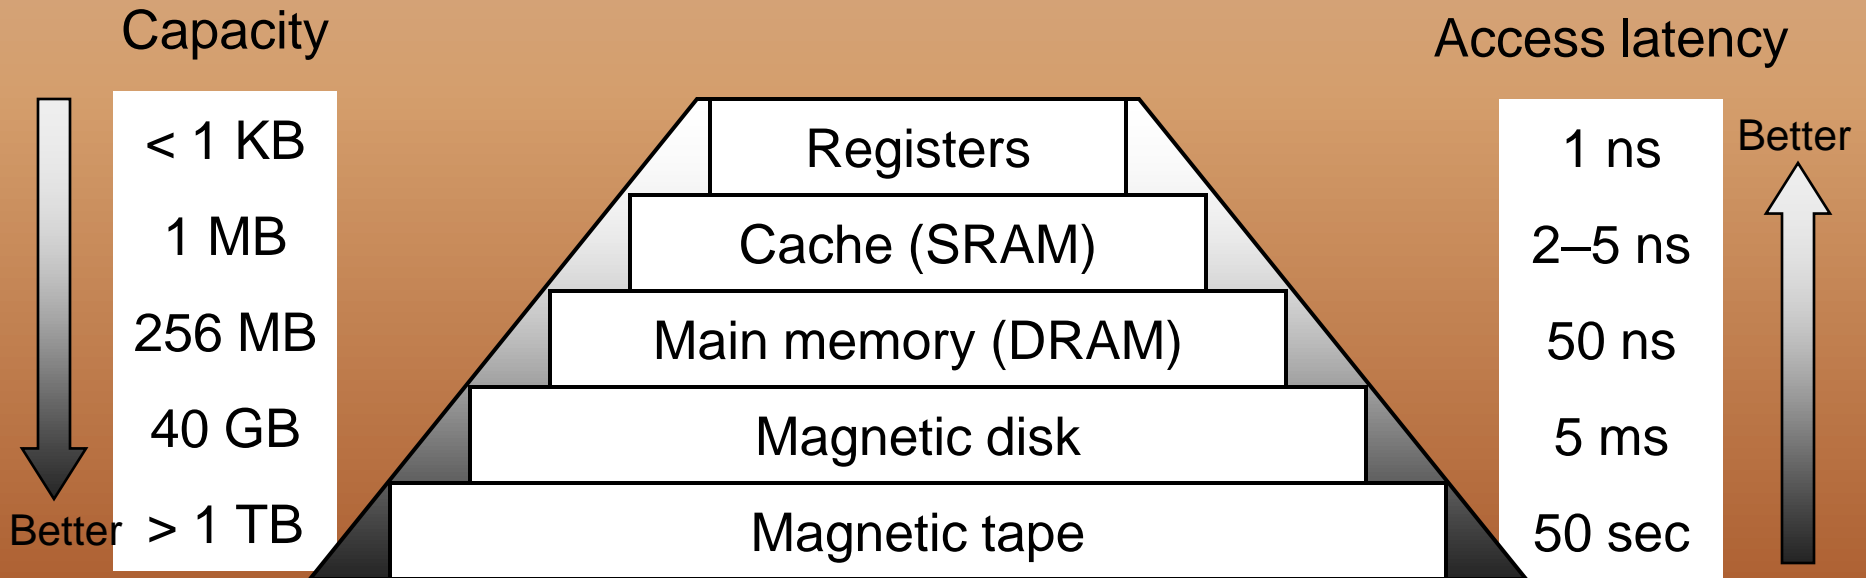 Capacity
Access latency
< 1 KB
Registers
1 ns
Better
1 MB
Cache (SRAM)
2–5 ns
256 MB
Main memory (DRAM)
50 ns
40 GB
Magnetic disk
5 ms
Better
> 1 TB
Magnetic tape
50 sec